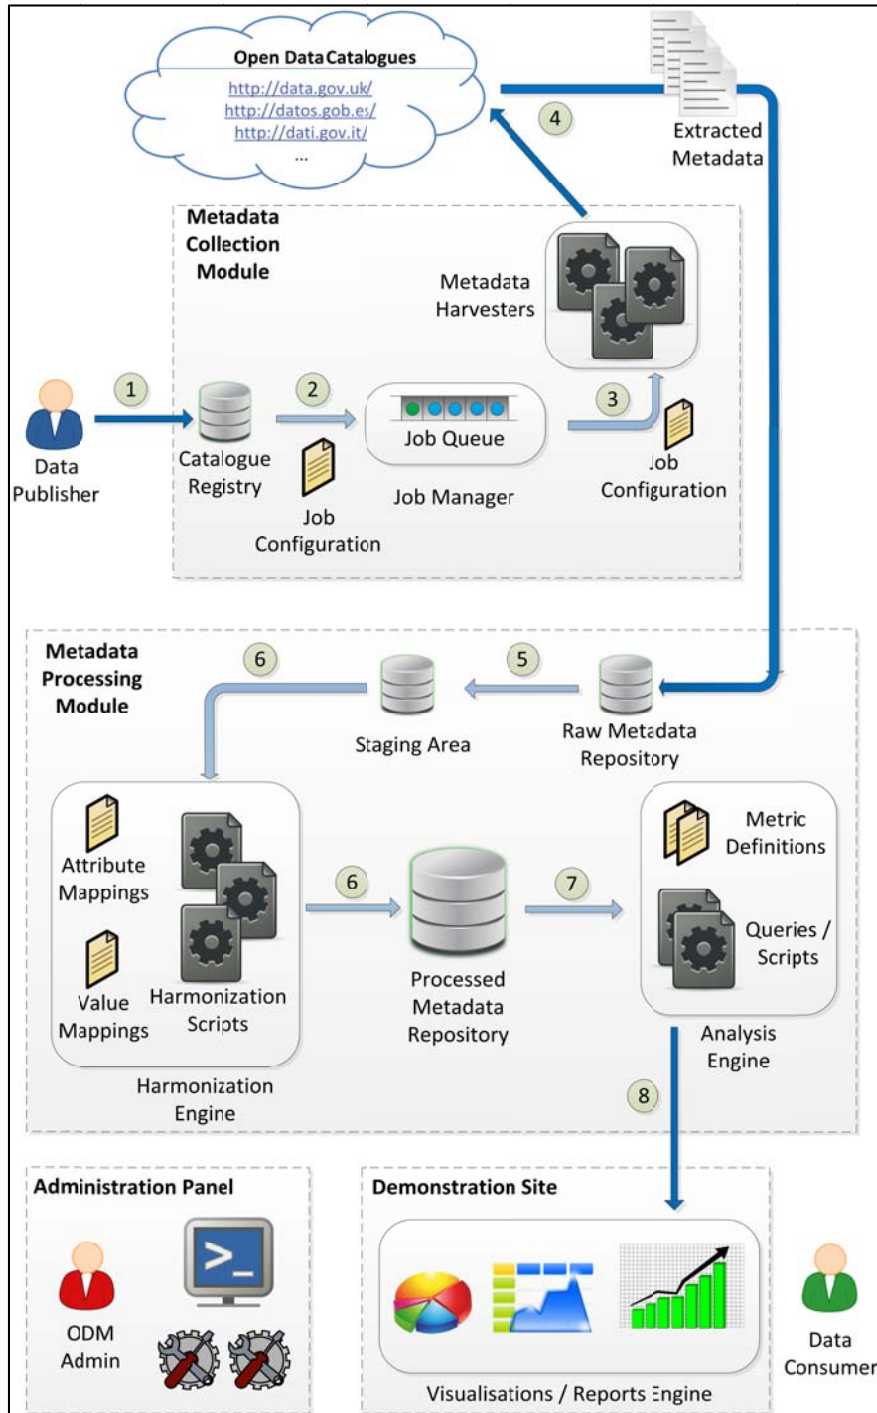 Open Data Catalogues
http://data.gov.uk/
http://datos.gob.es/
http://dati.gov.it/
...
4
Extracted
Metadata
Metadata
Collection
Module
Metadata
Harvesters
1
2
3
Job Queue
Data
Publisher
Catalogue
Registry
Job
Configuration
Job Manager
Job
Configuration
Metadata
Processing
Module
6
5
Staging Area
Raw Metadata
Repository
Attribute
Mappings
Value
Mappings
Harmonization
Scripts
Harmonization
Engine
6
Processed
Metadata
Repository
7
Metric
Definitions
Queries /
Scripts
Analysis
Engine
8
Administration Panel
>_
ODM
Admin
Demonstration Site
Visualisations / Reports Engine
Data
Consumer